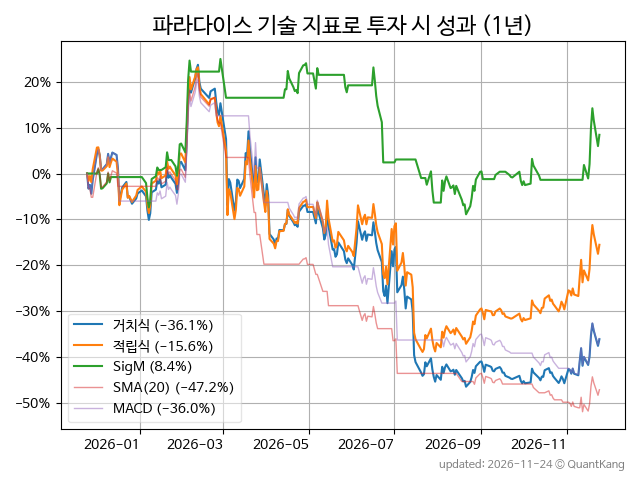 파라다이스 기술 지표로 투자 시 성과 (1년)
20%
10%
0%
−10%
−20%
−30%
−40%
−50%
거치식 (−36.1%)
적립식 (−15.6%)
SigM (8.4%)
SMA(20) (−47.2%)
MACD (−36.0%)
2026−01 2026−03 2026−05 2026−07 2026−09 2026−11
updated: 2026−11−24 ⓒ QuantKang